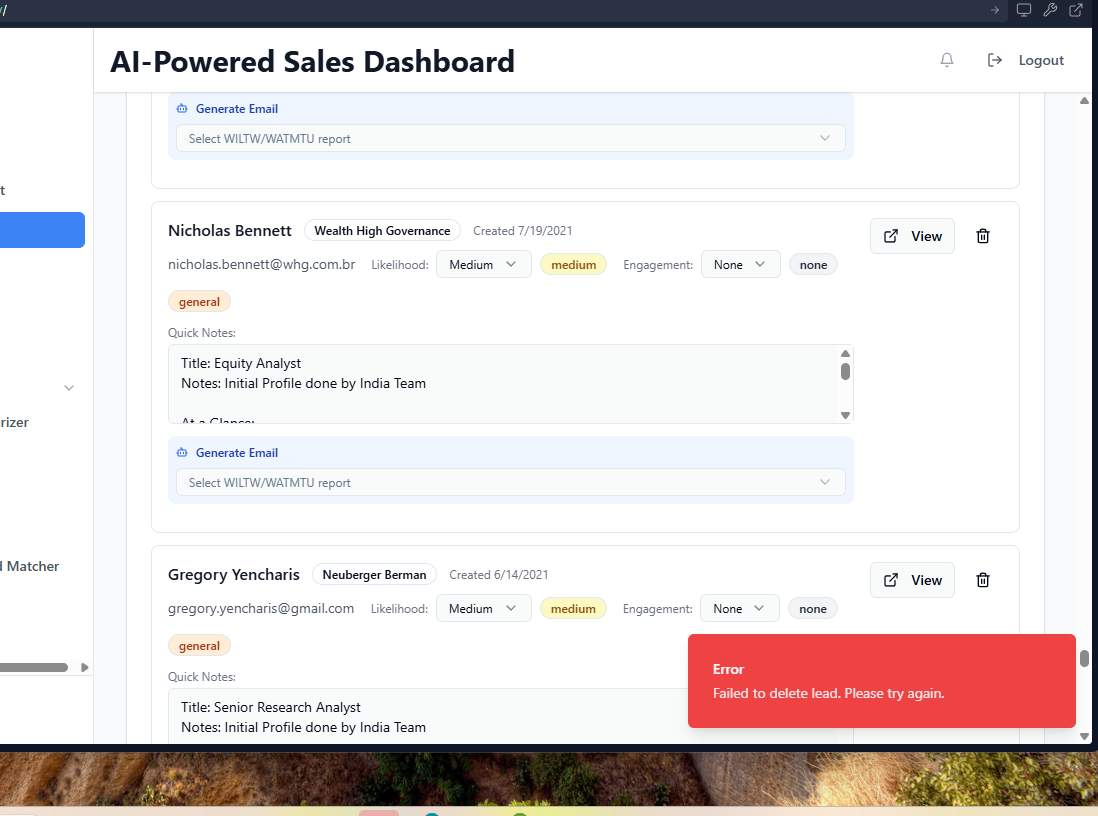 /
AI-Powered Sales Dashboard
Logout
Generate Email
Select WILTW/WATMTU report
t
Nicholas Bennett Wealth High Governance Created 7/19/2021
View
nicholas.bennett@whg.com.br Likelihood: Medium medium Engagement: None none
general
Quick Notes:
Title: Equity Analyst
Notes: Initial Profile done by India Team
At a Glance:
rizer
Generate Email
Select WILTW/WATMTU report
d Matcher
Gregory Yencharis Neuberger Berman Created 6/14/2021
View
gregory.yencharis@gmail.com Likelihood: Medium medium Engagement: None none
general
Quick Notes:
Title: Senior Research Analyst
Notes: Initial Profile done by India Team
Error
Failed to delete lead. Please try again.